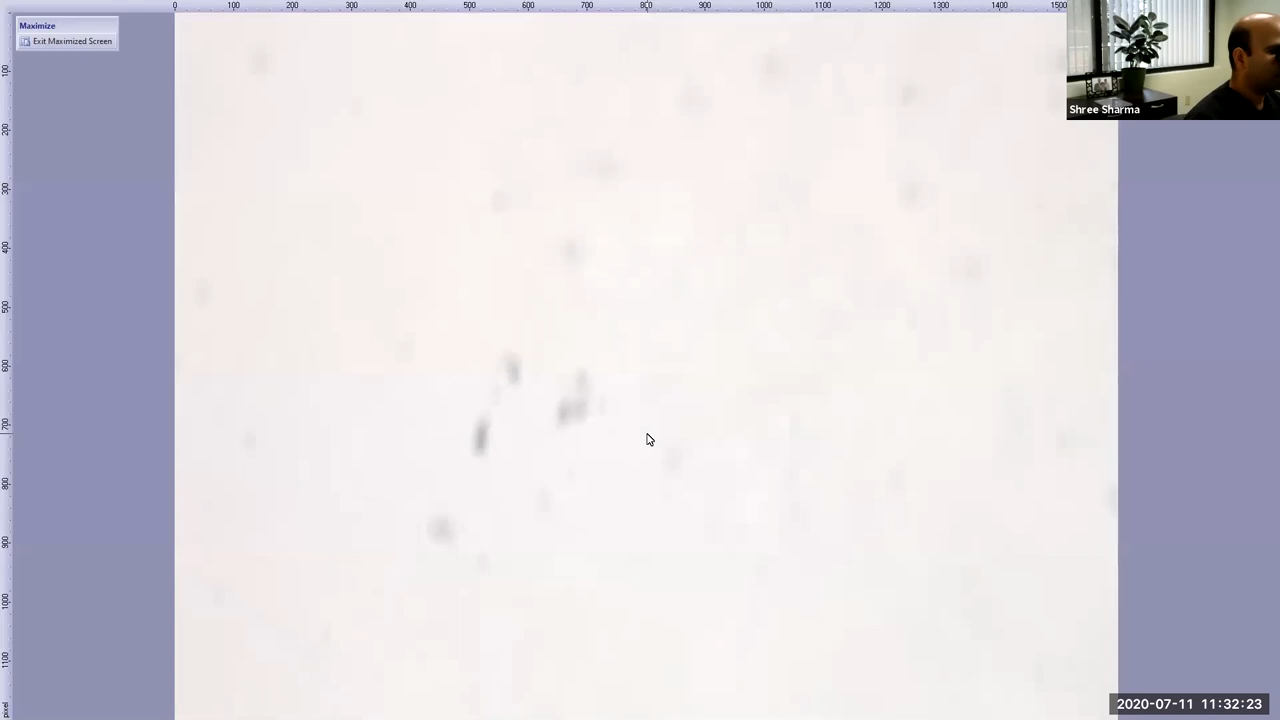 0 100 200 300 400 500 600 700 800 900 1000 1100 1200 1300 1400 1500
Maximize
Exit Maximized Screen
100
200
300
400
500
600
700
800
900
1000
1100
pixel
Shree Sharma
2020-07-11 11:32:23